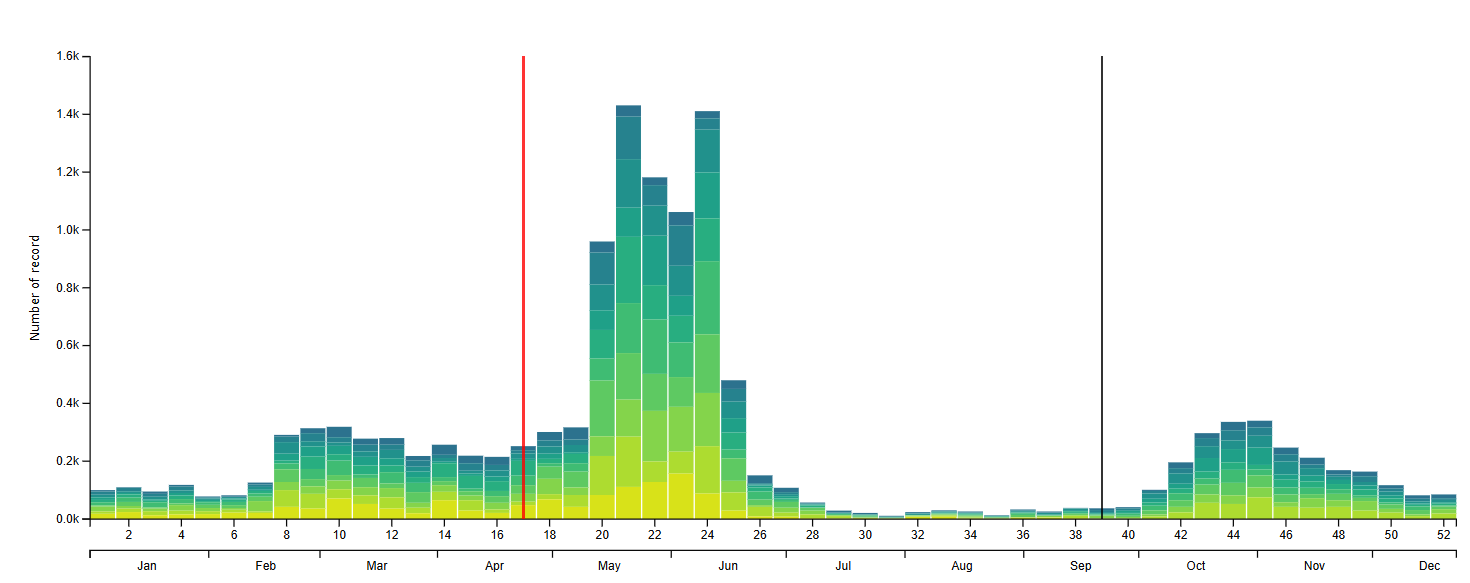 1.6k
1.4k
1.2k
1.0k
0.8k
0.6k
0.4k
0.2k
0.0k
Number of record
2 4 6 8 10 12 14 16 18 20 22 24 26 28 30 32 34 36 38 40 42 44 46 48 50 52
Jan Feb Mar Apr May Jun Jul Aug Sep Oct Nov Dec